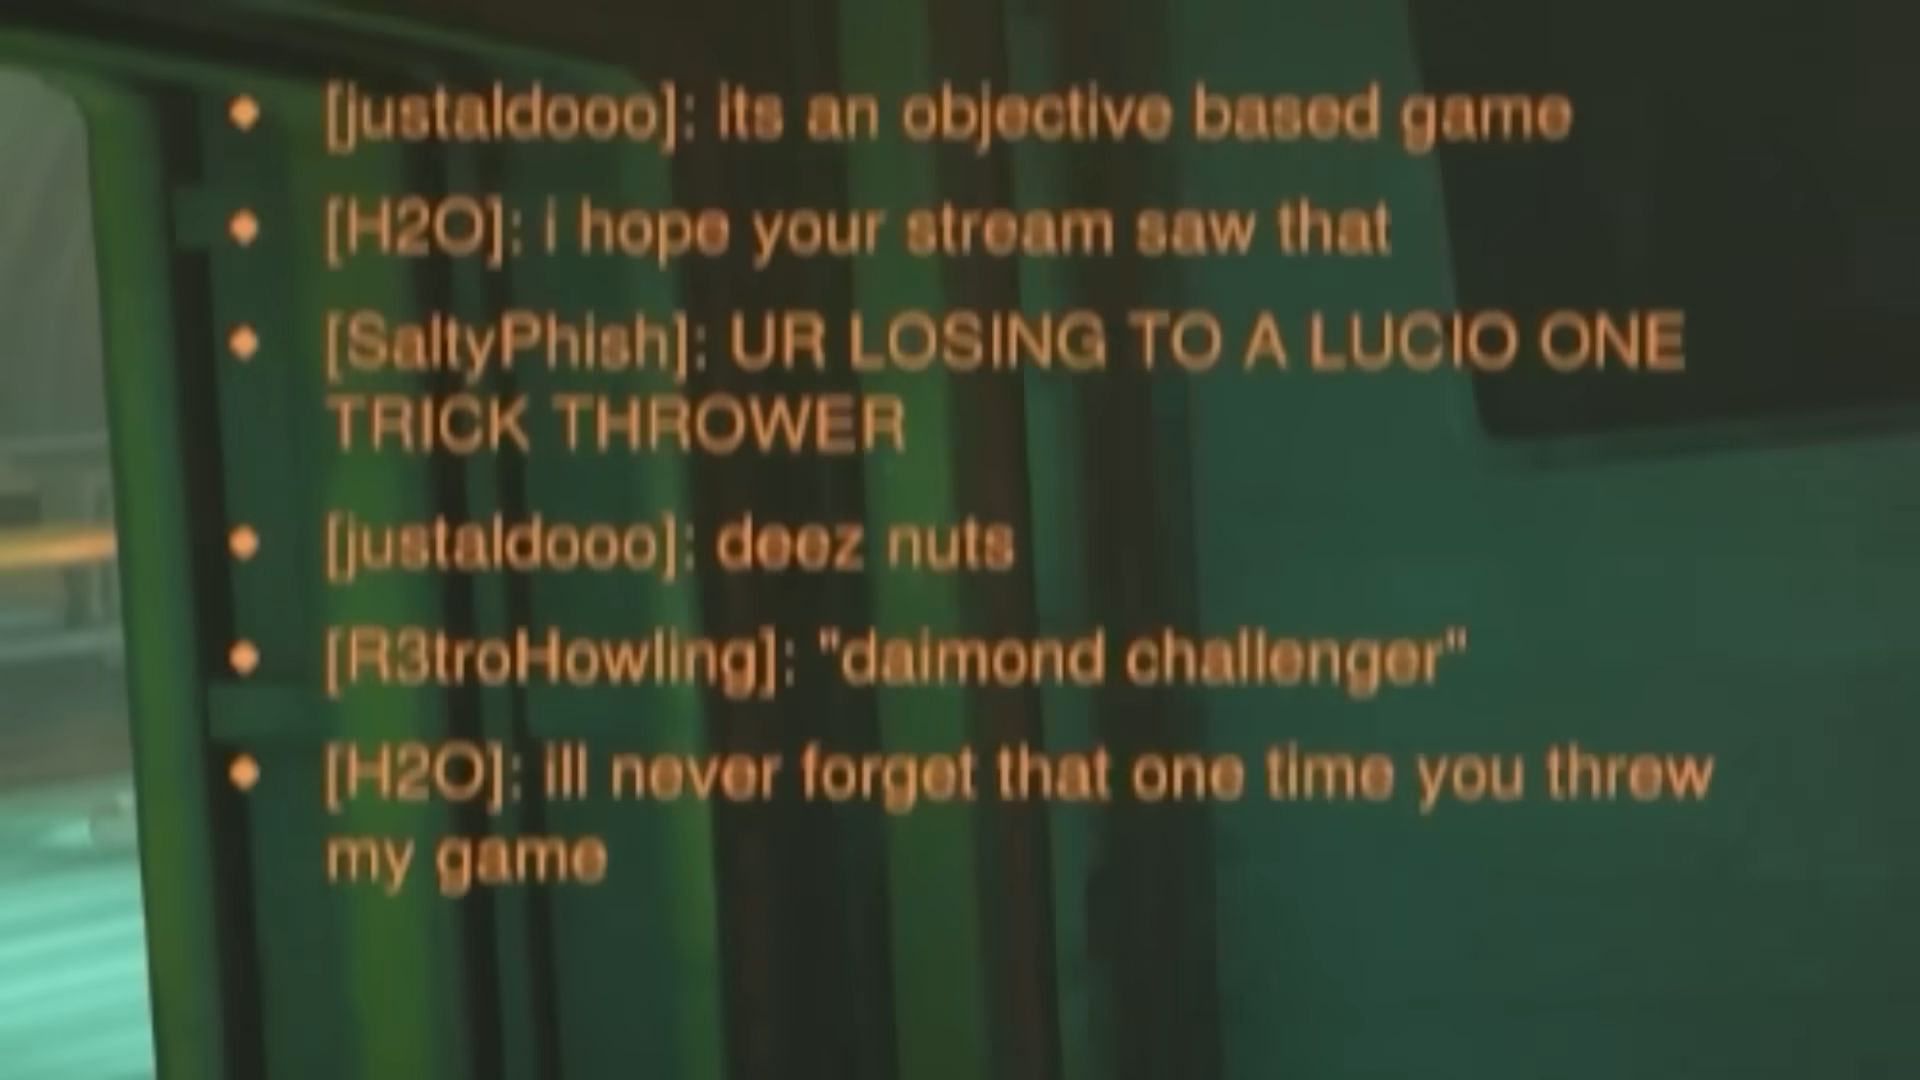 [justaldooo]: its an objective based game
[H2O]: i hope your stream saw that
[SaltyPhish]: UR LOSING TO A LUCIO ONE
TRICK THROWER
[justaldooo]: deez nuts
[R3troHowling]: "daimond challenger"
[H2O]: ill never forget that one time you threw
my game